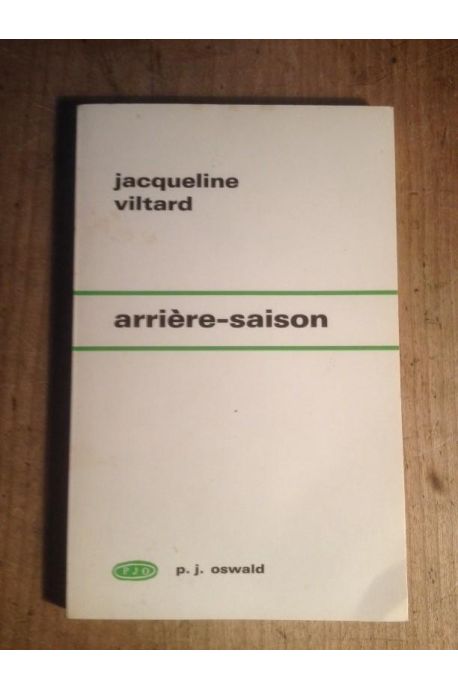 jacqueline
viltard
arrière-saison
PJO p. j. oswald